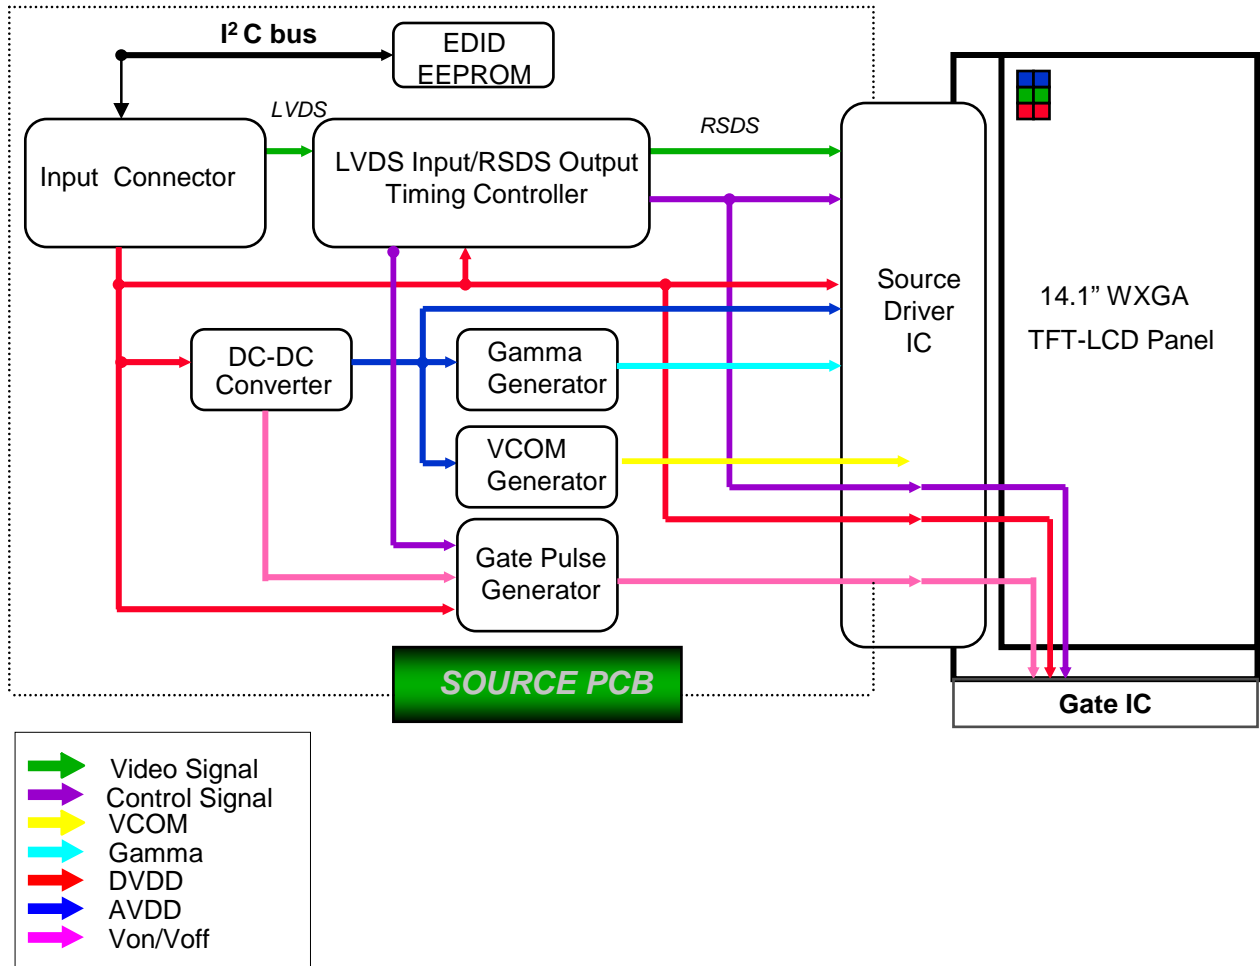 I² C bus
EDID
EEPROM
LVDS
RSDS
Input Connector
LVDS Input/RSDS Output
Timing Controller
Source
Driver
IC
14.1” WXGA
TFT-LCD Panel
DC-DC
Converter
Gamma
Generator
VCOM
Generator
Gate Pulse
Generator
SOURCE PCB
Gate IC
Video Signal
Control Signal
VCOM
Gamma
DVDD
AVDD
Von/Voff